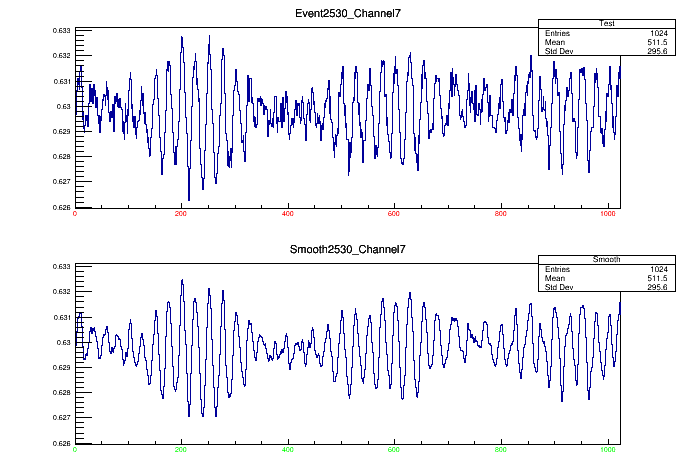 Event2530_Channel7
Test
Entries 1024
Mean 511.5
Std Dev 295.6
0.633
0.632
0.631
0.63
0.629
0.628
0.627
0.626
0 200 400 600 800 1000
Smooth2530_Channel7
Smooth
Entries 1024
Mean 511.5
Std Dev 295.6
0.633
0.632
0.631
0.63
0.629
0.628
0.627
0.626
0 200 400 600 800 1000